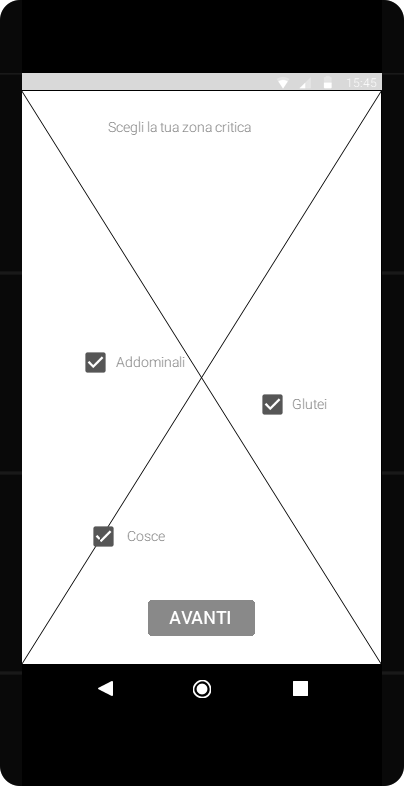 15:45
Scegli la tua zona critica
Addominali
Glutei
Cosce
AVANTI